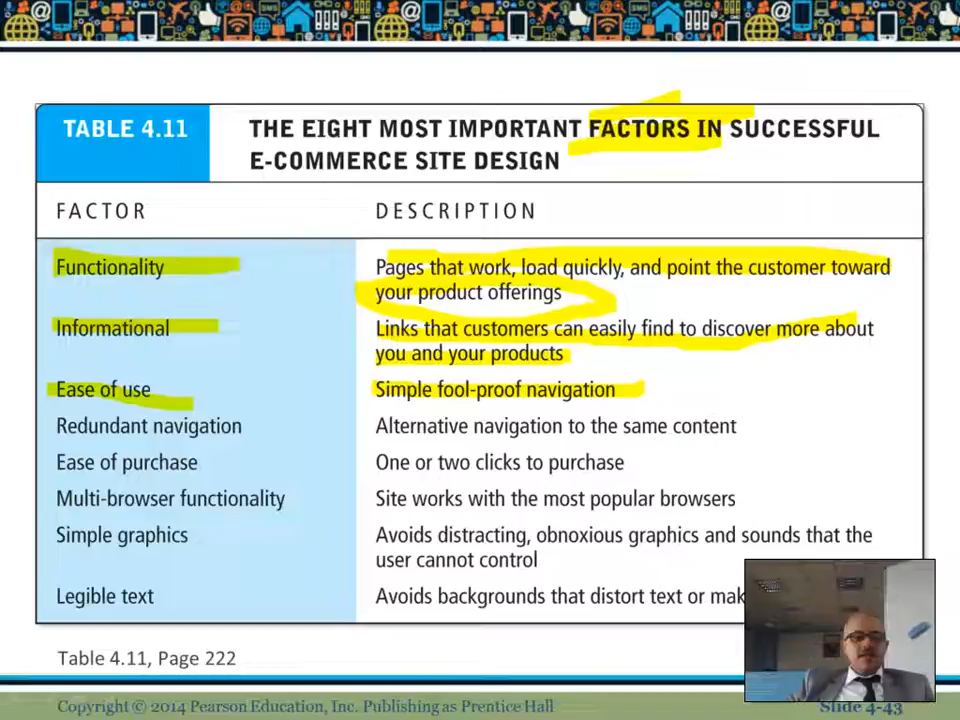 TABLE 4.11
THE EIGHT MOST IMPORTANT FACTORS IN SUCCESSFUL
E-COMMERCE SITE DESIGN
FACTOR DESCRIPTION
Functionality Pages that work, load quickly, and point the customer toward
your product offerings
Informational Links that customers can easily find to discover more about
you and your products
Ease of use Simple fool-proof navigation
Redundant navigation Alternative navigation to the same content
Ease of purchase One or two clicks to purchase
Multi-browser functionality Site works with the most popular browsers
Simple graphics Avoids distracting, obnoxious graphics and sounds that the
user cannot control
Legible text Avoids backgrounds that distort text or
Table 4.11, Page 222
Copyright © 2014 Pearson Education, Inc. Publishing as Prentice Hall
Slide 4-43